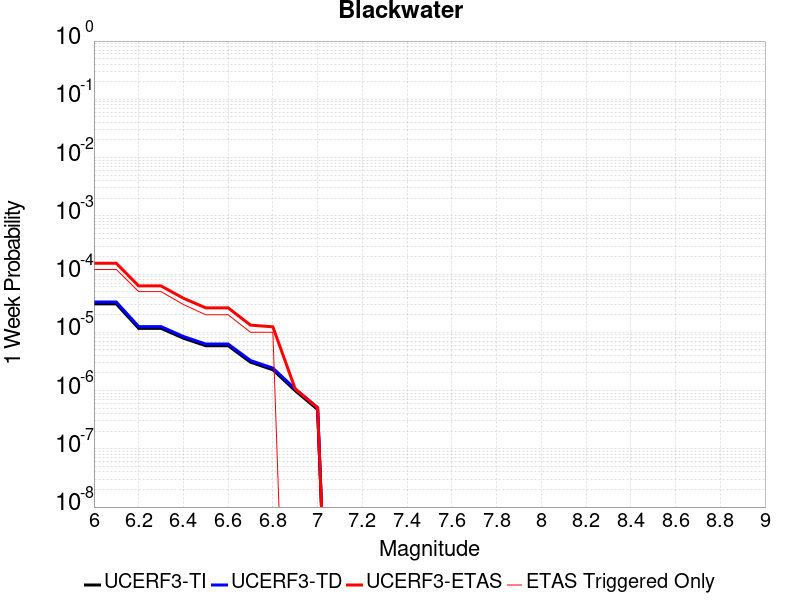 Blackwater
10^0
10^-1
10^-2
10^-3
10^-4
10^-5
10^-6
10^-7
10^-8
1 Week Probability
6 6.2 6.4 6.6 6.8 7 7.2 7.4 7.6 7.8 8 8.2 8.4 8.6 8.8 9
Magnitude
UCERF3-TI UCERF3-TD UCERF3-ETAS ETAS Triggered Only